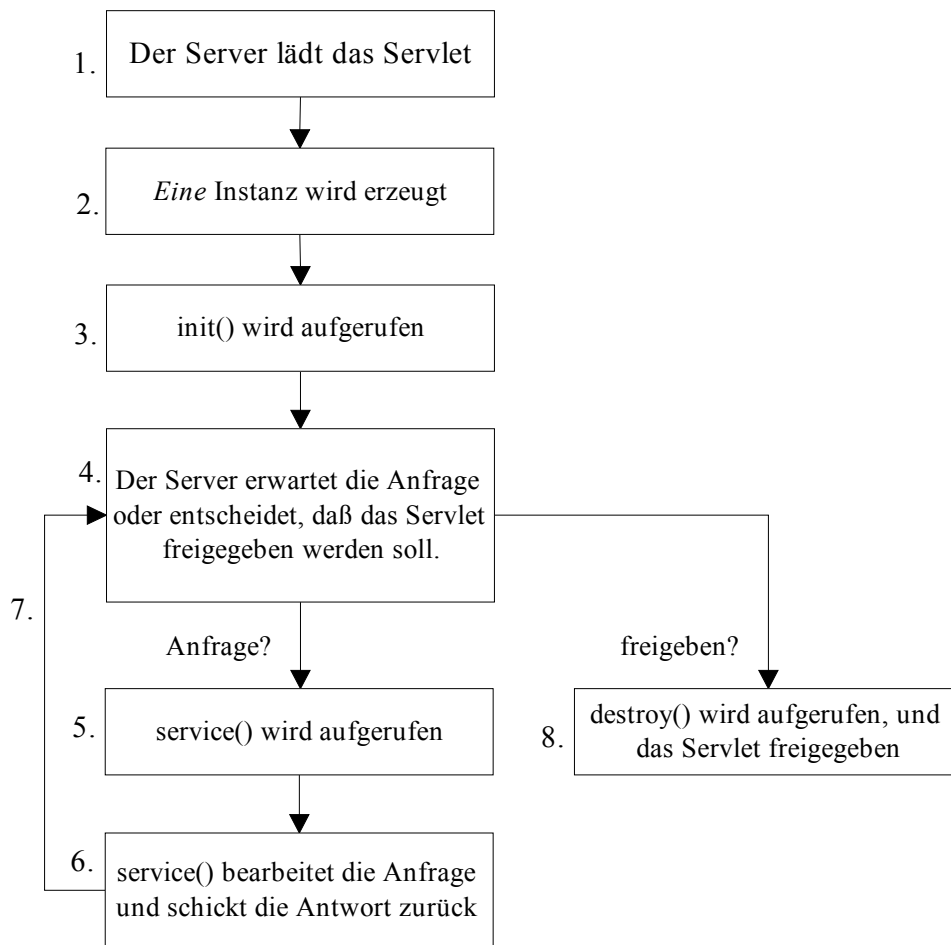 1. Der Server lädt das Servlet
2. Eine Instanz wird erzeugt
3. init() wird aufgerufen
4. Der Server erwartet die Anfrage
oder entscheidet, daß das Servlet
freigegeben werden soll.
7.
Anfrage?
freigeben?
5. service() wird aufgerufen
8. destroy() wird aufgerufen, und
das Servlet freigegeben
6. service() bearbeitet die Anfrage
und schickt die Antwort zurück